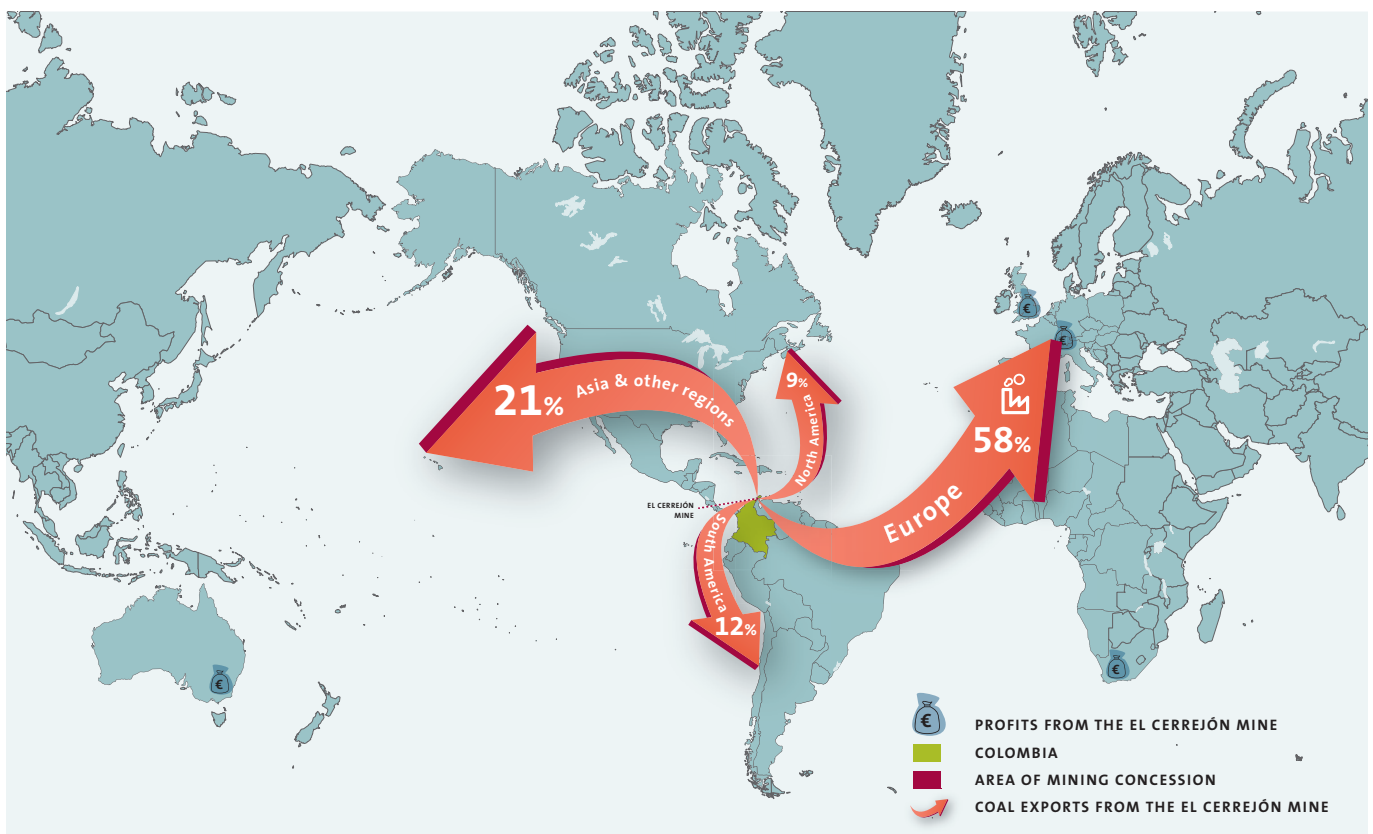 21% Asia & other regions
9%
North America
58%
Europe
EL CERREJÓN
MINE
South America
12%
€
€
€
€
€ PROFITS FROM THE EL CERREJÓN MINE
COLOMBIA
AREA OF MINING CONCESSION
COAL EXPORTS FROM THE EL CERREJÓN MINE